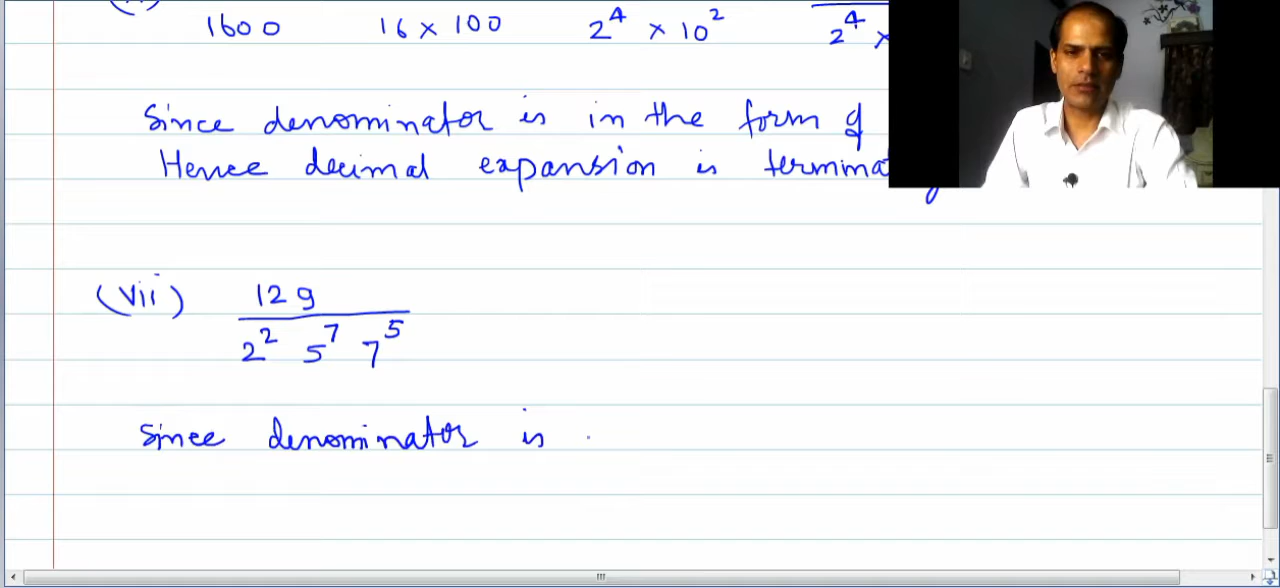 1600 16 × 100 2⁴ × 10² 2⁴ ×
Since denominator is in the form of
Hence decimal expansion is
(vii) 129
2² 5⁷ 7⁵
Since denominator is